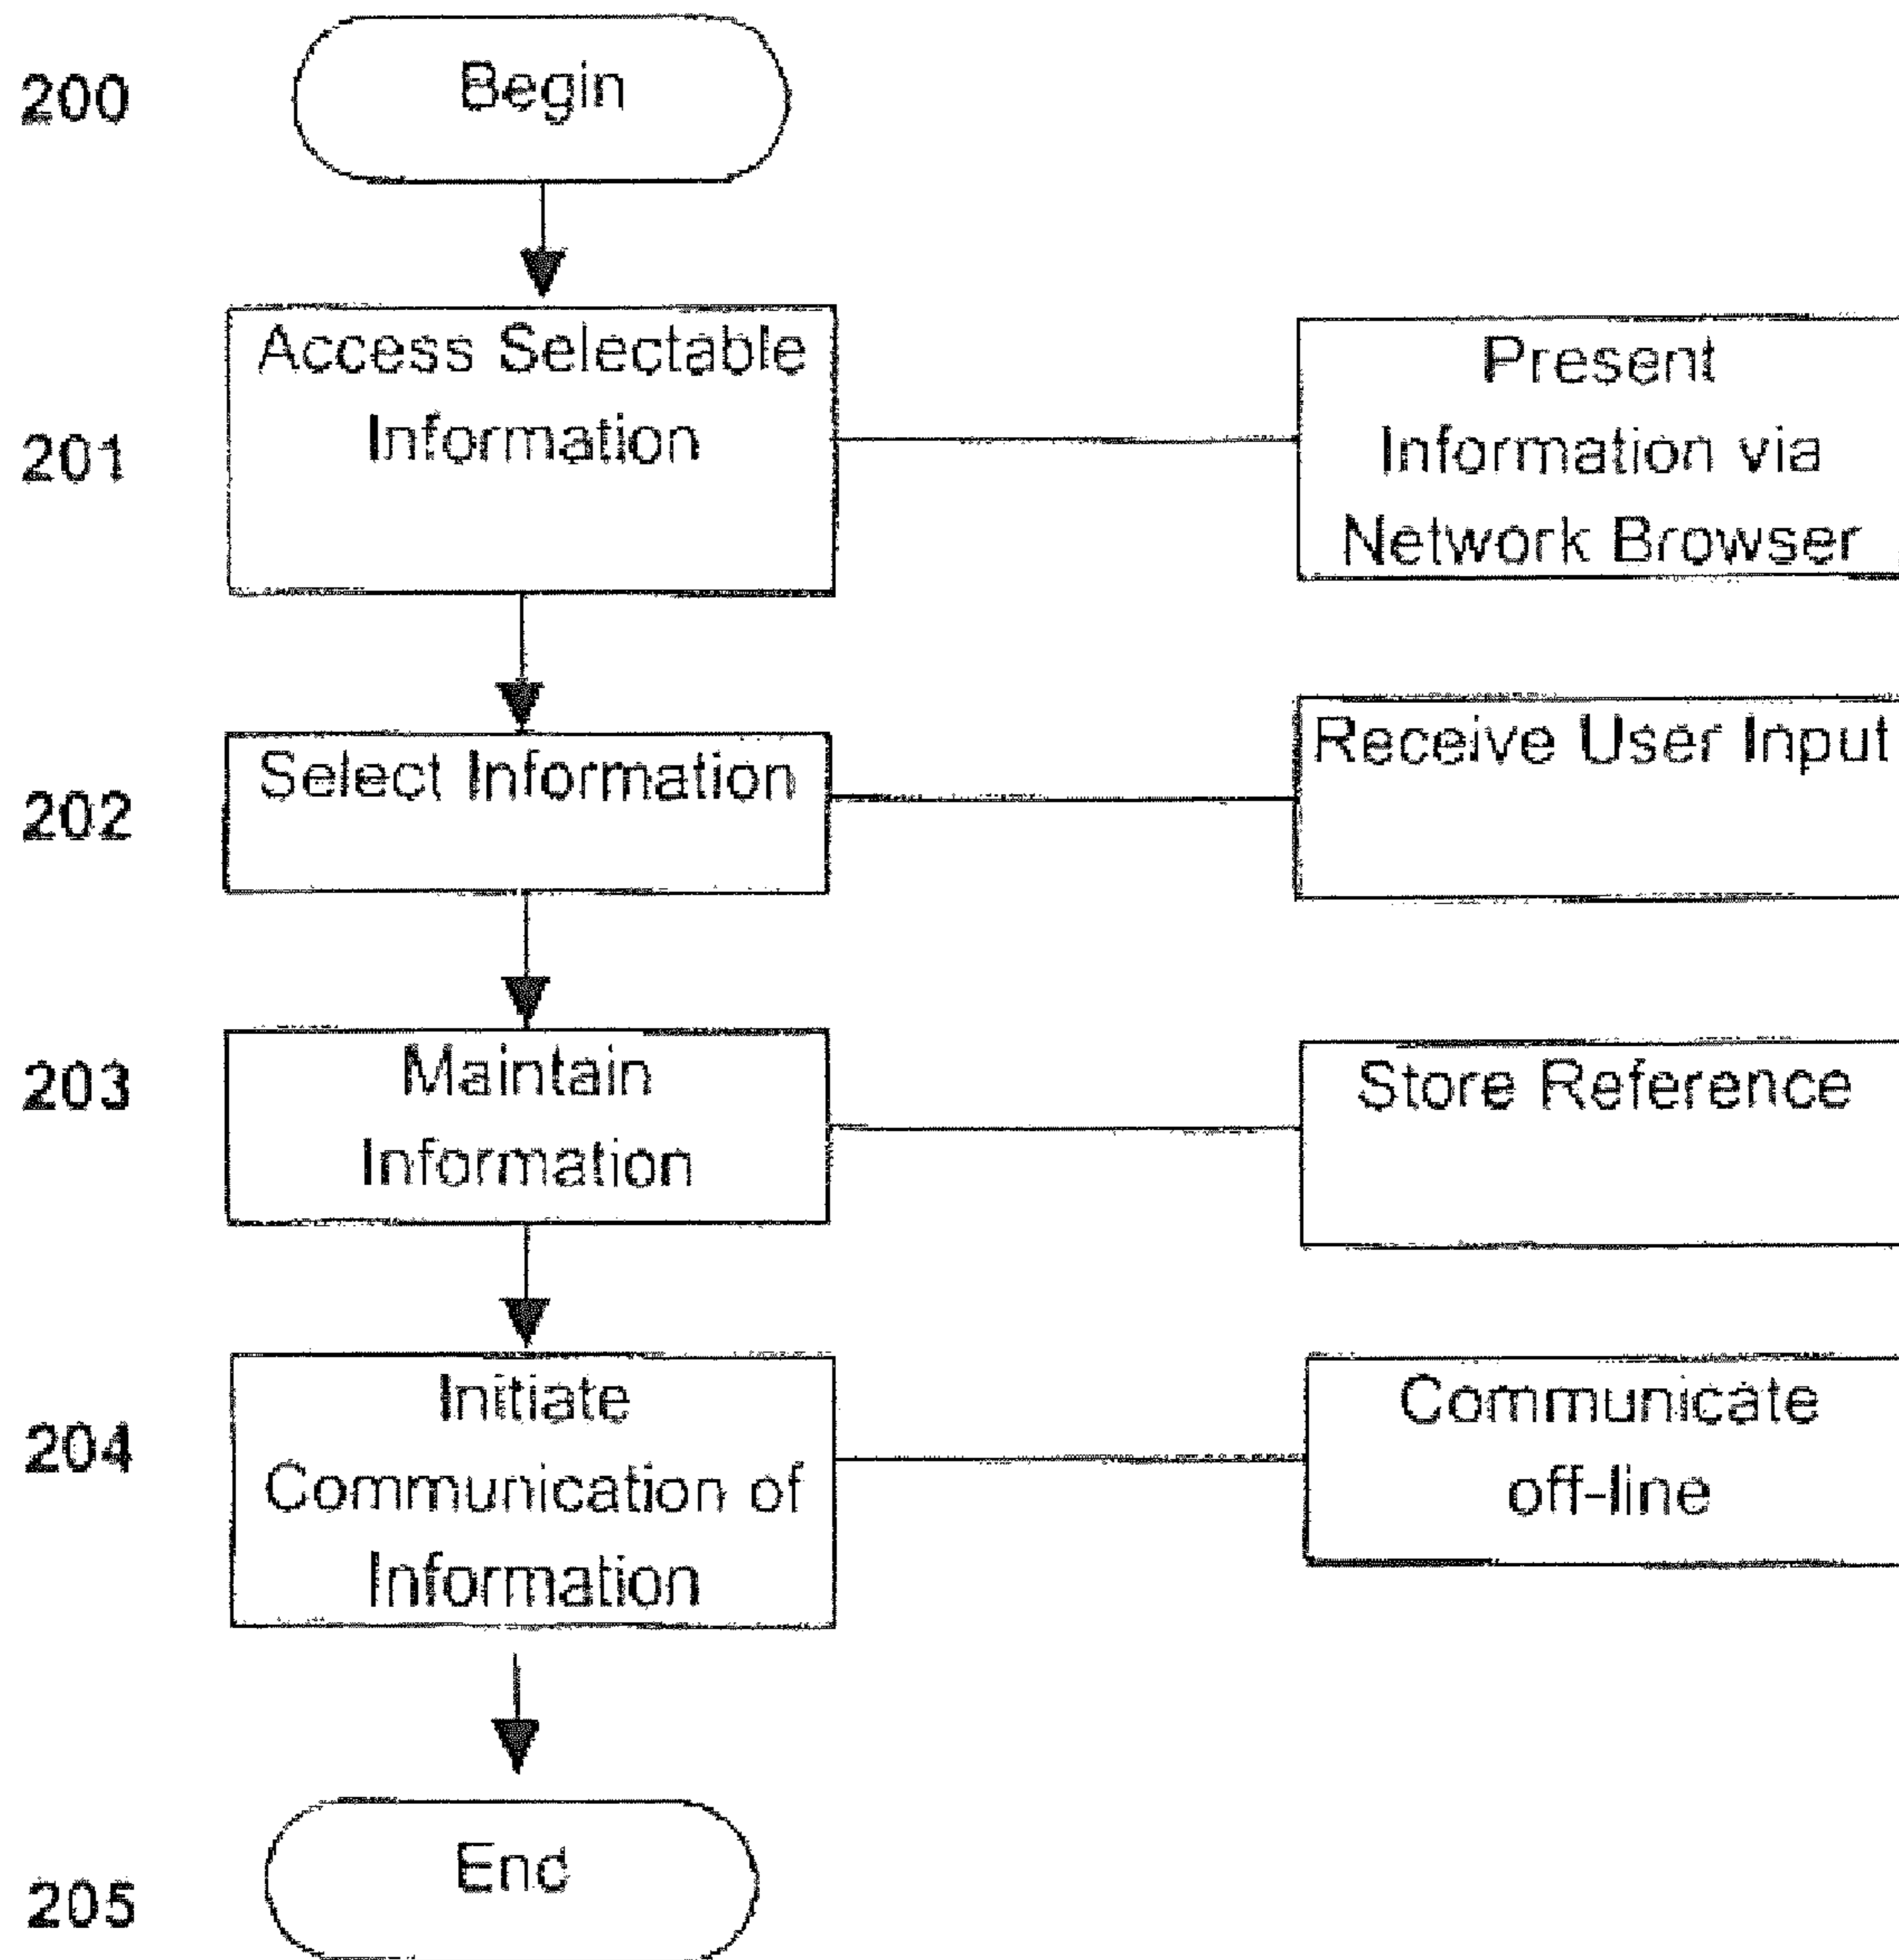 200
Begin
201
Access Selectable
Information
Present
Information via
Network Browser
202
Select Information
Receive User Input
203
Maintain
Information
Store Reference
204
Initiate
Communication of
Information
Communicate
off-line
205
End